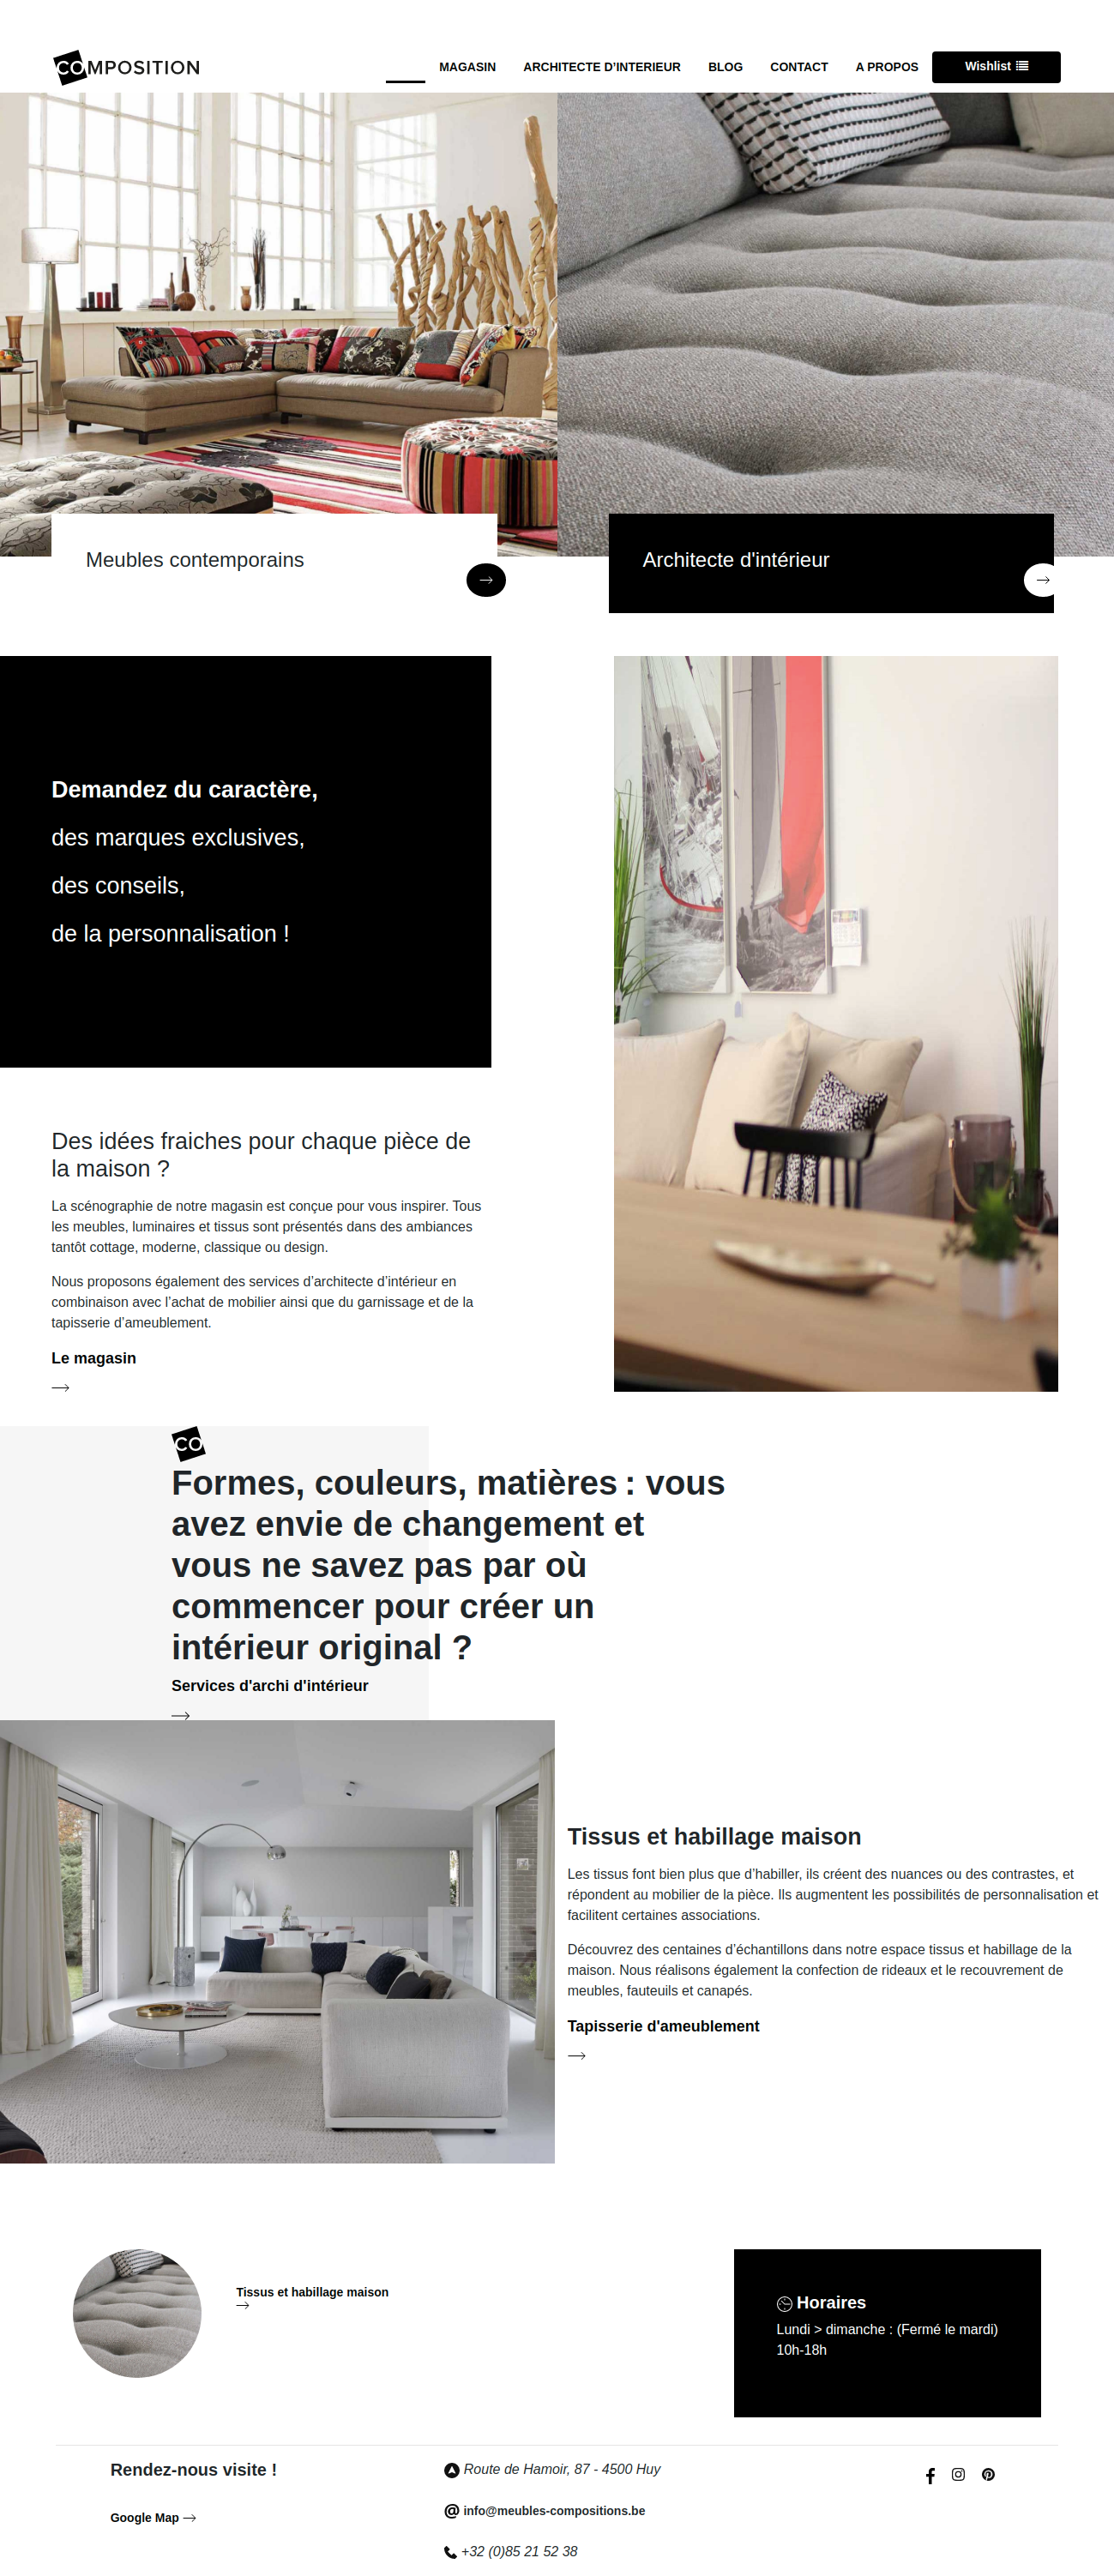 COMPOSITION
MAGASIN ARCHITECTE D'INTERIEUR BLOG CONTACT A PROPOS Wishlist
Meubles contemporains
Architecte d'intérieur
Demandez du caractère,
des marques exclusives,
des conseils,
de la personnalisation !
Des idées fraiches pour chaque pièce de
la maison ?
La scénographie de notre magasin est conçue pour vous inspirer. Tous
les meubles, luminaires et tissus sont présentés dans des ambiances
tantôt cottage, moderne, classique ou design.
Nous proposons également des services d’architecte d’intérieur en
combinaison avec l’achat de mobilier ainsi que du garnissage et de la
tapisserie d’ameublement.
Le magasin
CO
Formes, couleurs, matières : vous
avez envie de changement et
vous ne savez pas par où
commencer pour créer un
intérieur original ?
Services d'archi d'intérieur
Tissus et habillage maison
Les tissus font bien plus que d’habiller, ils créent des nuances ou des contrastes, et
répondent au mobilier de la pièce. Ils augmentent les possibilités de personnalisation et
facilitent certaines associations.
Découvrez des centaines d’échantillons dans notre espace tissus et habillage de la
maison. Nous réalisons également la confection de rideaux et le recouvrement de
meubles, fauteuils et canapés.
Tapisserie d'ameublement
Tissus et habillage maison
Horaires
Lundi > dimanche : (Fermé le mardi)
10h-18h
Rendez-nous visite !
Google Map
Route de Hamoir, 87 - 4500 Huy
info@meubles-compositions.be
+32 (0)85 21 52 38